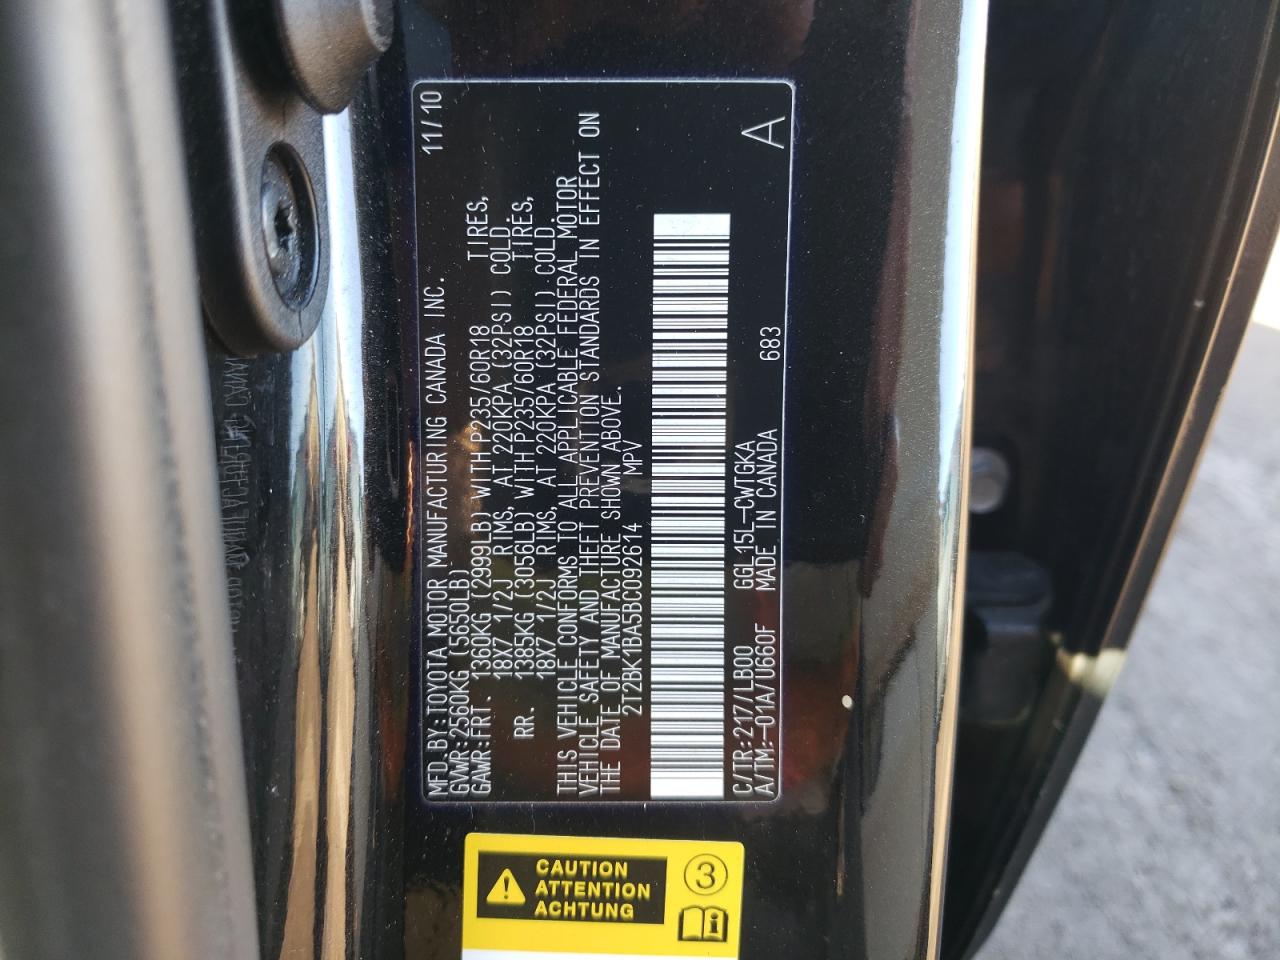 MFD.BY:TOYOTA MOTOR MANUFACTURING CANADA INC. 11/10
GVWR:2560KG (5650LB)
GAWR:FRT. 1360KG (2999LB) WITH P235/60R18 TIRES,
18X7 1/2J RIMS, AT 220KPA (32PSI) COLD.
RR. 1385KG (3056LB) WITH P235/60R18 TIRES,
18X7 1/2J RIMS, AT 220KPA (32PSI) COLD.
THIS VEHICLE CONFORMS TO ALL APPLICABLE FEDERAL MOTOR
VEHICLE SAFETY AND THEFT PREVENTION STANDARDS IN EFFECT ON
THE DATE OF MANUFACTURE SHOWN ABOVE.
2T2BK1BA5BC092614 MPV
C/TR:217/LB00 GGL15L-CWTGKA
A/TM:-01A/U660F MADE IN CANADA 683 A
CAUTION
ATTENTION
ACHTUNG
3